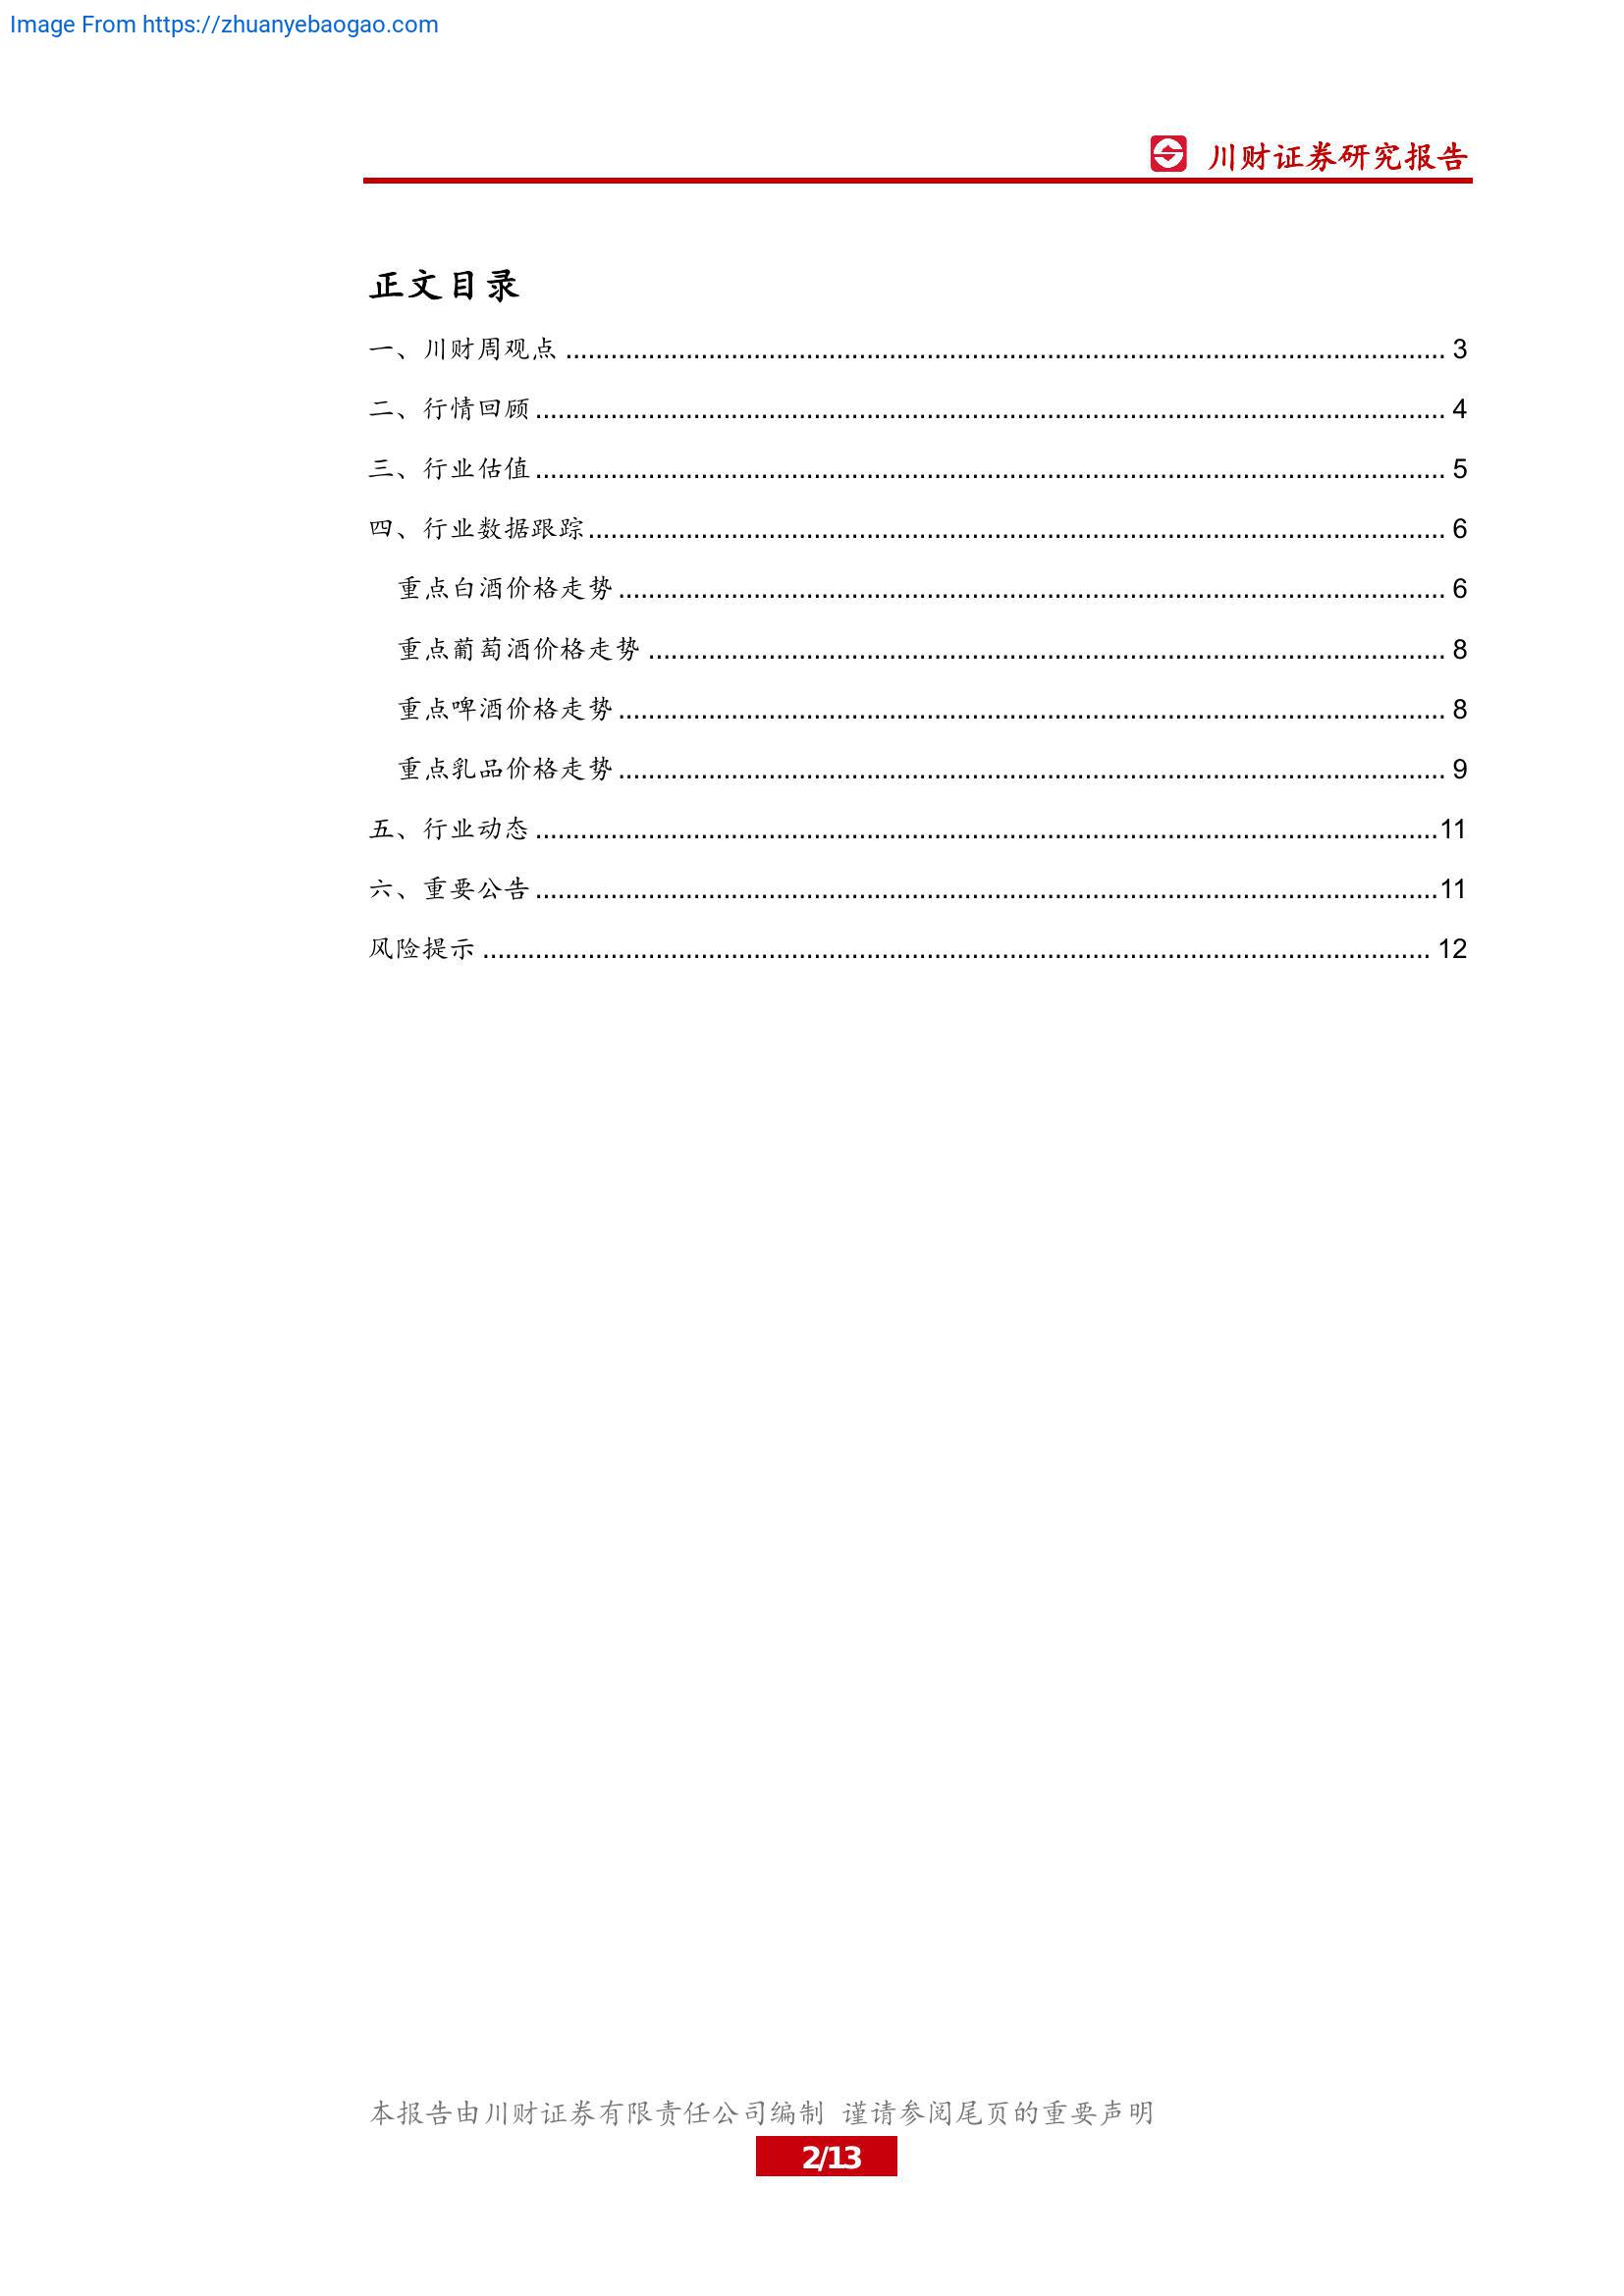 Image From https://zhuanyebaogao.com
川财证券研究报告
正文目录
一、川财周观点 3
二、行情回顾 4
三、行业估值 5
四、行业数据跟踪 6
重点白酒价格走势 6
重点葡萄酒价格走势 8
重点啤酒价格走势 8
重点乳品价格走势 9
五、行业动态 11
六、重要公告 11
风险提示 12
本报告由川财证券有限责任公司编制 谨请参阅尾页的重要声明
2/13